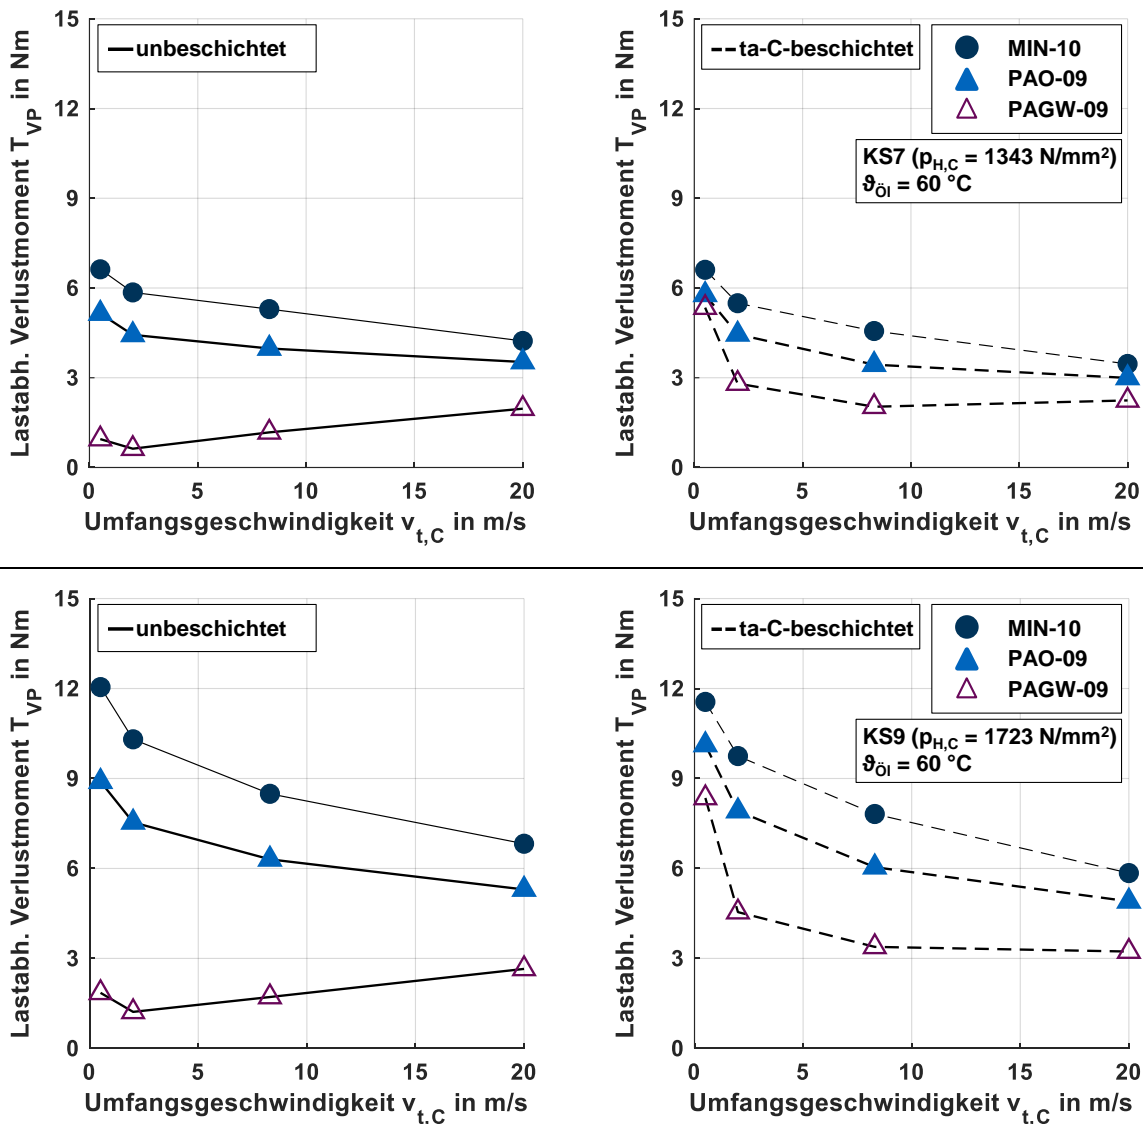 15
12
9
6
3
0
0
5
10
15
20
Lastabh. Verlustmoment T_VP in Nm
Umfangsgeschwindigkeit v_t,C in m/s
unbeschichtet
15
12
9
6
3
0
0
5
10
15
20
Lastabh. Verlustmoment T_VP in Nm
Umfangsgeschwindigkeit v_t,C in m/s
ta-C-beschichtet
MIN-10
PAO-09
PAGW-09
KS7 (p_H,C = 1343 N/mm²)
ϑ_Öl = 60 °C
15
12
9
6
3
0
0
5
10
15
20
Lastabh. Verlustmoment T_VP in Nm
Umfangsgeschwindigkeit v_t,C in m/s
unbeschichtet
15
12
9
6
3
0
0
5
10
15
20
Lastabh. Verlustmoment T_VP in Nm
Umfangsgeschwindigkeit v_t,C in m/s
ta-C-beschichtet
MIN-10
PAO-09
PAGW-09
KS9 (p_H,C = 1723 N/mm²)
ϑ_Öl = 60 °C